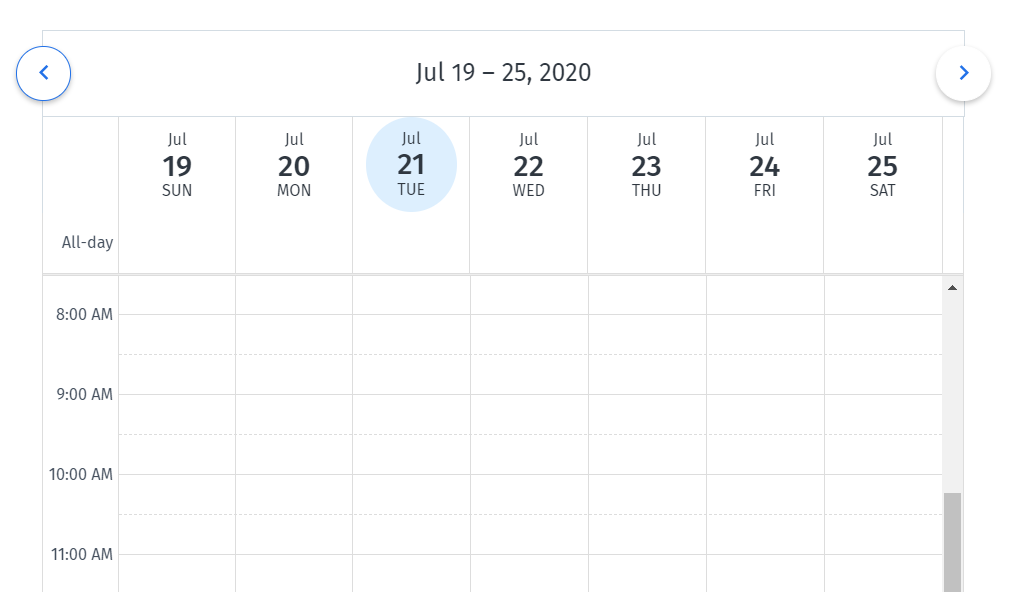 Jul 19 – 25, 2020
Jul Jul Jul Jul Jul Jul Jul
19 20 21 22 23 24 25
SUN MON TUE WED THU FRI SAT
All-day
8:00 AM
9:00 AM
10:00 AM
11:00 AM